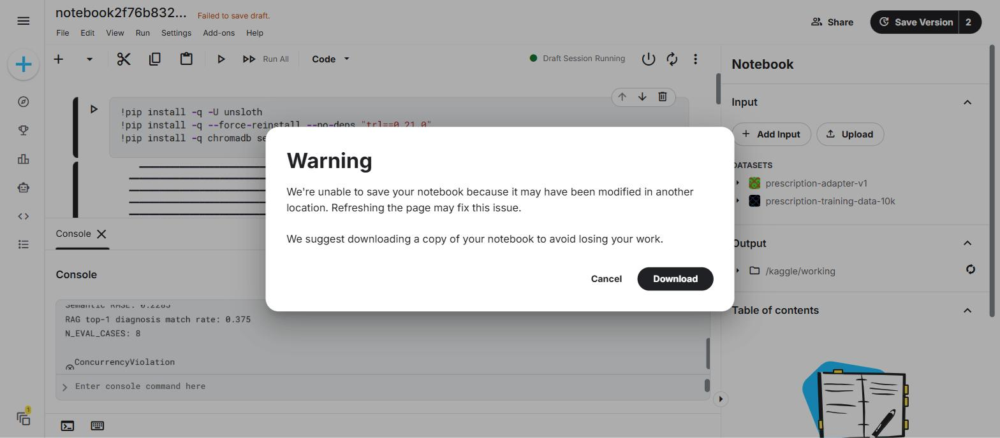 notebook2f76b832...
Failed to save draft.
File Edit View Run Settings Add-ons Help
Share
Save Version 2
Run All
Code
Draft Session Running
!pip install -q -U unsloth
!pip install -q --force-reinstall --no-deps "trl==0.21.0"
!pip install -q chromadb se
Warning
We're unable to save your notebook because it may have been modified in another
location. Refreshing the page may fix this issue.
We suggest downloading a copy of your notebook to avoid losing your work.
Cancel
Download
Console
Console
Semantic RMSE: 0.2285
RAG top-1 diagnosis match rate: 0.375
N_EVAL_CASES: 8
ConcurrencyViolation
Enter console command here
1
Notebook
Input
Add Input
Upload
DATASETS
prescription-adapter-v1
prescription-training-data-10k
Output
/kaggle/working
Table of contents